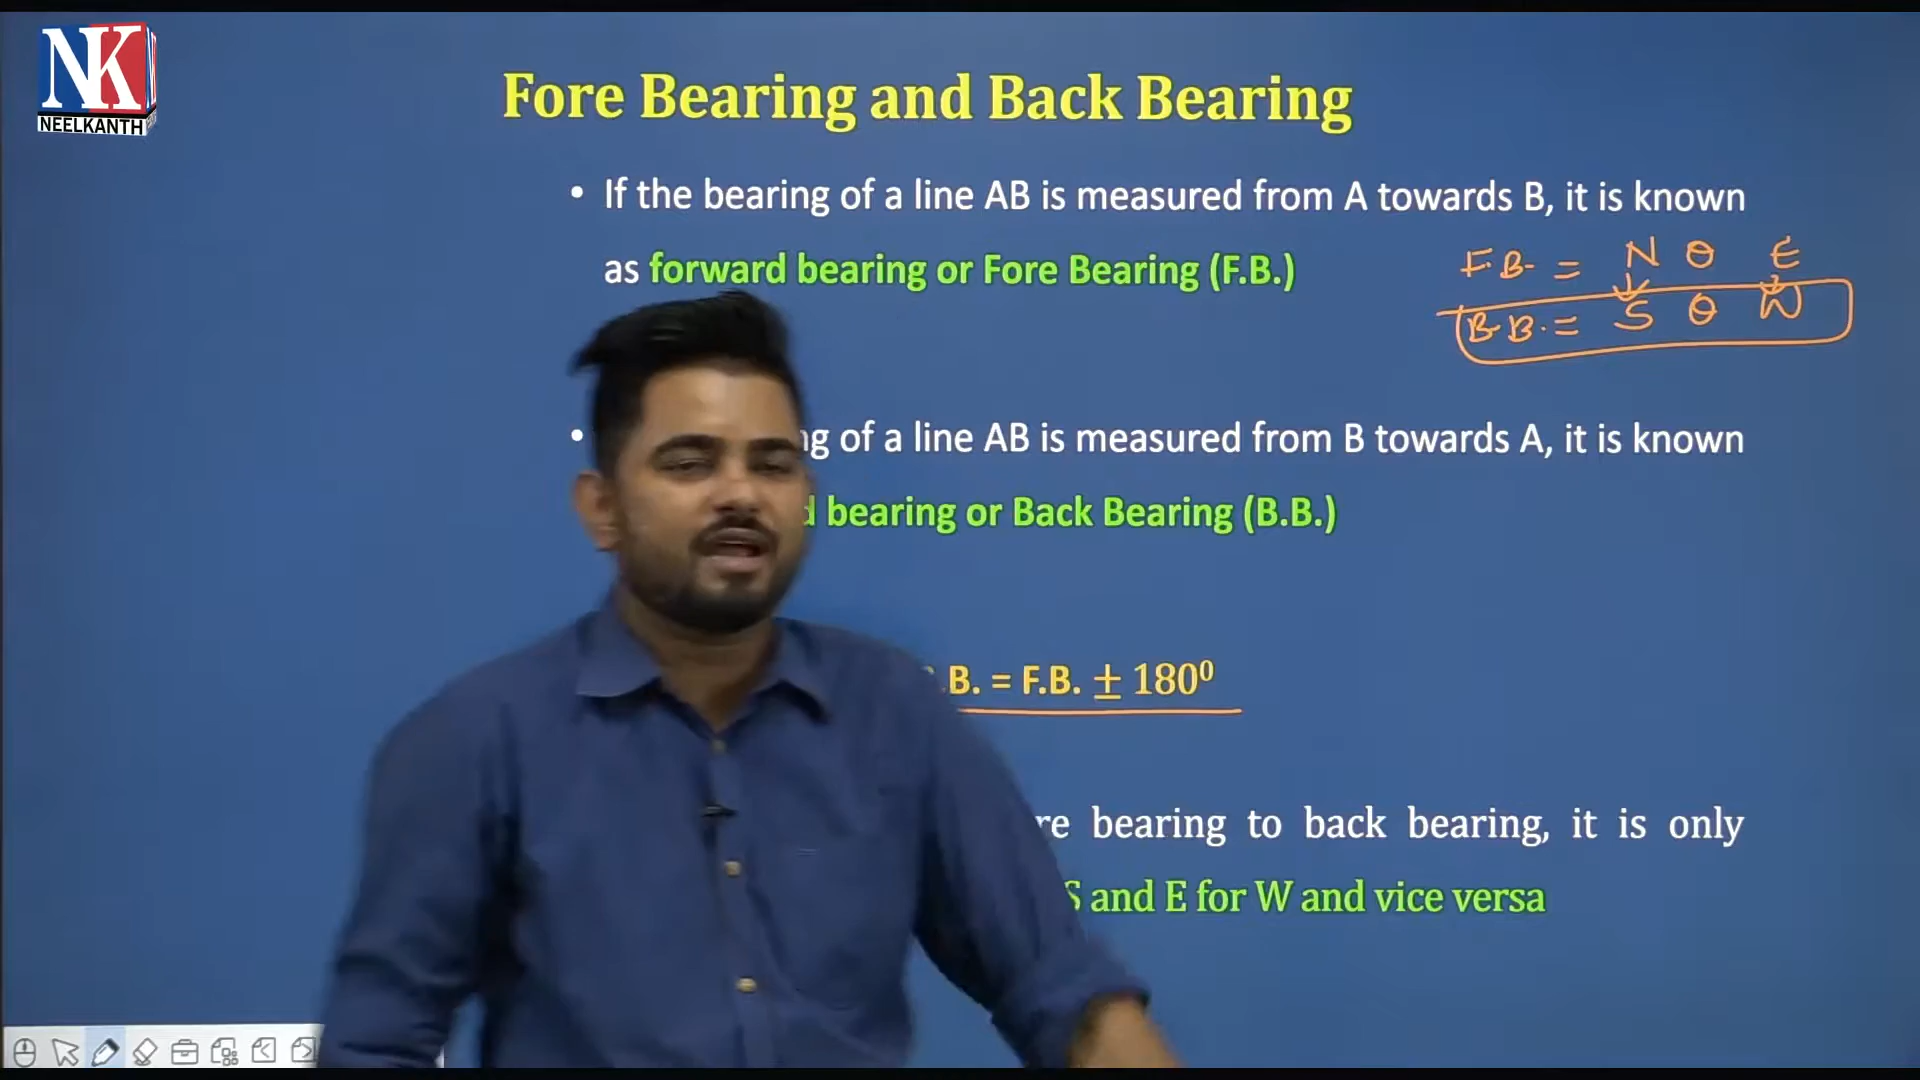 NK
NEELKANTH
Fore Bearing and Back Bearing
• If the bearing of a line AB is measured from A towards B, it is known
as forward bearing or Fore Bearing (F.B.)
F.B. = N θ E
B.B. = S θ W
• of a line AB is measured from B towards A, it is known
bearing or Back Bearing (B.B.)
.B. = F.B. ± 180⁰
bearing to back bearing, it is only
S and E for W and vice versa